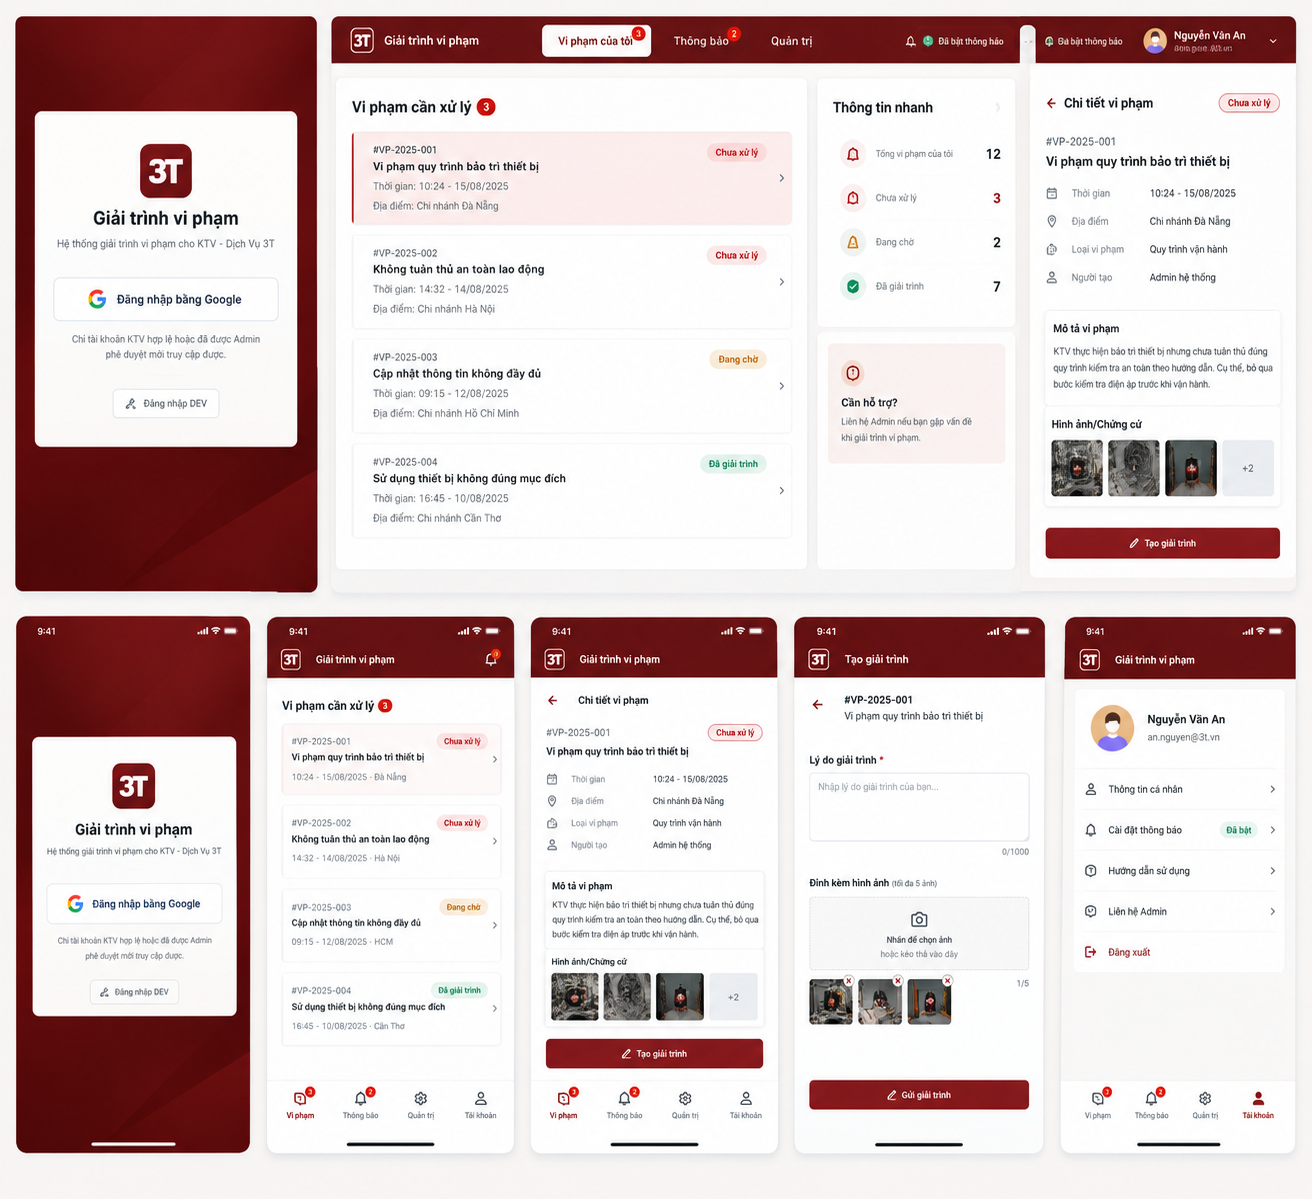 3T
Giải trình vi phạm
Hệ thống giải trình vi phạm cho KTV - Dịch Vụ 3T
Đăng nhập bằng Google
Chỉ tài khoản KTV hợp lệ hoặc đã được Admin
phê duyệt mới truy cập được.
Đăng nhập DEV
3T Giải trình vi phạm
Vi phạm của tôi 3
Thông báo 2
Quản trị
Đã bật thông báo
Vi phạm cần xử lý 3
#VP-2025-001
Chưa xử lý
Vi phạm quy trình bảo trì thiết bị
Thời gian: 10:24 - 15/08/2025
Địa điểm: Chi nhánh Đà Nẵng
#VP-2025-002
Chưa xử lý
Không tuân thủ an toàn lao động
Thời gian: 14:32 - 14/08/2025
Địa điểm: Chi nhánh Hà Nội
#VP-2025-003
Đang chờ
Cập nhật thông tin không đầy đủ
Thời gian: 09:15 - 12/08/2025
Địa điểm: Chi nhánh Hồ Chí Minh
#VP-2025-004
Đã giải trình
Sử dụng thiết bị không đúng mục đích
Thời gian: 16:45 - 10/08/2025
Địa điểm: Chi nhánh Cần Thơ
Thông tin nhanh
Tổng vi phạm của tôi 12
Chưa xử lý 3
Đang chờ 2
Đã giải trình 7
Cần hỗ trợ?
Liên hệ Admin nếu bạn gặp vấn đề
khi giải trình vi phạm.
bật thông báo
Nguyễn Văn An
Chi tiết vi phạm
Chưa xử lý
#VP-2025-001
Vi phạm quy trình bảo trì thiết bị
Thời gian 10:24 - 15/08/2025
Địa điểm Chi nhánh Đà Nẵng
Loại vi phạm Quy trình vận hành
Người tạo Admin hệ thống
Mô tả vi phạm
KTV thực hiện bảo trì thiết bị nhưng chưa tuân thủ đúng
quy trình kiểm tra an toàn theo hướng dẫn. Cụ thể, bỏ qua
bước kiểm tra điện áp trước khi vận hành.
Hình ảnh/Chứng cứ
+2
Tạo giải trình
9:41
3T
Giải trình vi phạm
Hệ thống giải trình vi phạm cho KTV - Dịch Vụ 3T
Đăng nhập bằng Google
Chỉ tài khoản KTV hợp lệ hoặc đã được Admin
phê duyệt mới truy cập được.
Đăng nhập DEV
9:41
3T Giải trình vi phạm
Vi phạm cần xử lý 3
#VP-2025-001
Chưa xử lý
Vi phạm quy trình bảo trì thiết bị
10:24 - 15/08/2025 · Đà Nẵng
#VP-2025-002
Chưa xử lý
Không tuân thủ an toàn lao động
14:32 - 14/08/2025 · Hà Nội
#VP-2025-003
Đang chờ
Cập nhật thông tin không đầy đủ
09:15 - 12/08/2025 · HCM
#VP-2025-004
Đã giải trình
Sử dụng thiết bị không đúng mục đích
16:45 - 10/08/2025 · Cần Thơ
3 2
Vi phạm Thông báo Quản trị Tài khoản
9:41
3T Giải trình vi phạm
Chi tiết vi phạm
#VP-2025-001
Chưa xử lý
Vi phạm quy trình bảo trì thiết bị
Thời gian 10:24 - 15/08/2025
Địa điểm Chi nhánh Đà Nẵng
Loại vi phạm Quy trình vận hành
Người tạo Admin hệ thống
Mô tả vi phạm
KTV thực hiện bảo trì thiết bị nhưng chưa tuân thủ đúng
quy trình kiểm tra an toàn theo hướng dẫn. Cụ thể, bỏ qua
bước kiểm tra điện áp trước khi vận hành.
Hình ảnh/Chứng cứ
+2
Tạo giải trình
3 2
Vi phạm Thông báo Quản trị Tài khoản
9:41
3T Tạo giải trình
#VP-2025-001
Vi phạm quy trình bảo trì thiết bị
Lý do giải trình *
Nhập lý do giải trình của bạn...
0/1000
Đính kèm hình ảnh (tối đa 5 ảnh)
Nhấn để chọn ảnh
hoặc kéo thả vào đây
1/5
Gửi giải trình
9:41
3T Giải trình vi phạm
Nguyễn Văn An
an.nguyen@3t.vn
Thông tin cá nhân
Cài đặt thông báo Đã bật
Hướng dẫn sử dụng
Liên hệ Admin
Đăng xuất
3 2
Vi phạm Thông báo Quản trị Tài khoản